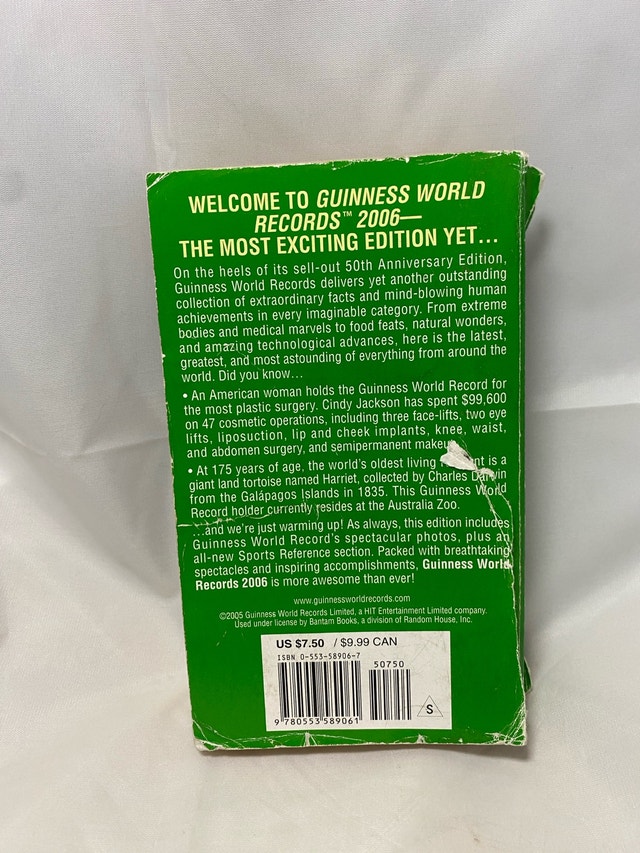 WELCOME TO GUINNESS WORLD
RECORDS™ 2006—
THE MOST EXCITING EDITION YET...
On the heels of its sell-out 50th Anniversary Edition,
Guinness World Records delivers yet another outstanding
collection of extraordinary facts and mind-blowing human
achievements in every imaginable category. From extreme
bodies and medical marvels to food feats, natural wonders,
and amazing technological advances, here is the latest,
greatest, and most astounding of everything from around the
world. Did you know...
• An American woman holds the Guinness World Record for
the most plastic surgery. Cindy Jackson has spent $99,600
on 47 cosmetic operations, including three face-lifts, two eye
lifts, liposuction, lip and cheek implants, knee, waist,
and abdomen surgery, and semipermanent
• At 175 years of age, the world's oldest living is a
giant land tortoise named Harriet, collected by Charles Darwin
from the Galápagos Islands in 1835. This Guinness World
Record holder currently resides at the Australia Zoo.
...and we're just warming up! As always, this edition includes
Guinness World Record's spectacular photos, plus an
all-new Sports Reference section. Packed with breathtaking
spectacles and inspiring accomplishments, Guinness World
Records 2006 is more awesome than ever!
www.guinnessworldrecords.com
©2005 Guinness World Records Limited, a HIT Entertainment Limited company.
Used under license by Bantam Books, a division of Random House, Inc.
US $7.50 / $9.99 CAN
ISBN 0-553-58906-7
50750
9 780553 589061
S